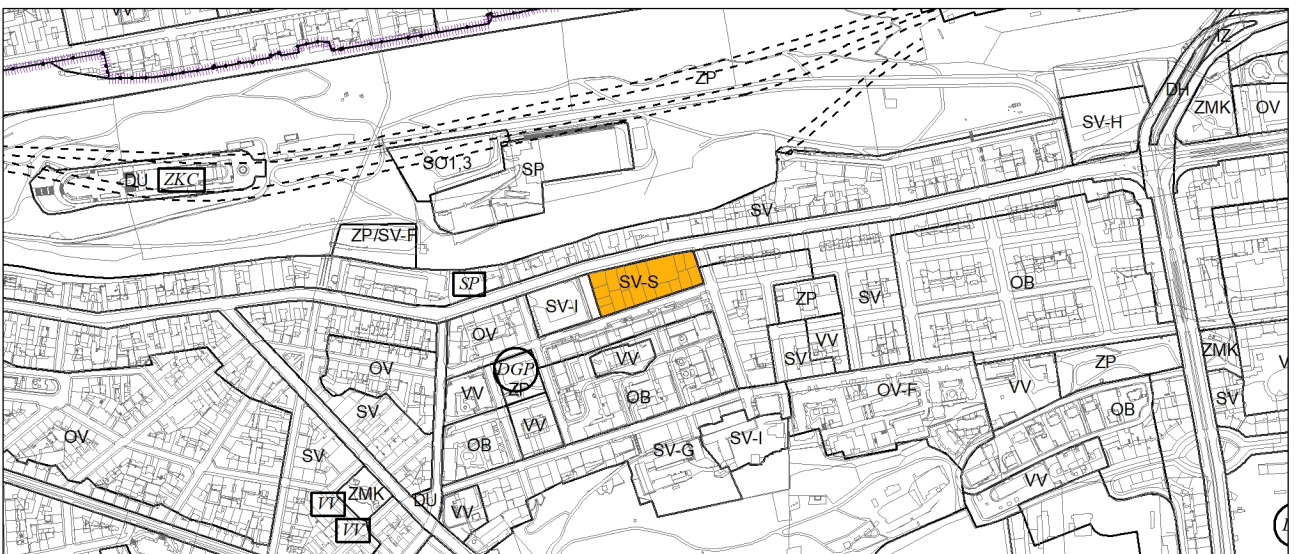 VV
ZP
IZ
DH
ZMK
OV
SV-H
SO1,3
SP
DU
ZKC
SV
ZP/SV-F
SP
SV-S
SV-I
OB
ZP
SV
OV
VV
SV
ZMK
OV
DGP
ZP
VV
ZP
VV
OB
OV-F
VV
OB
SV
SV
VV
OB
SV-G
SV-I
OV
SV
VV
ZMK
VV
DU
VV
VV